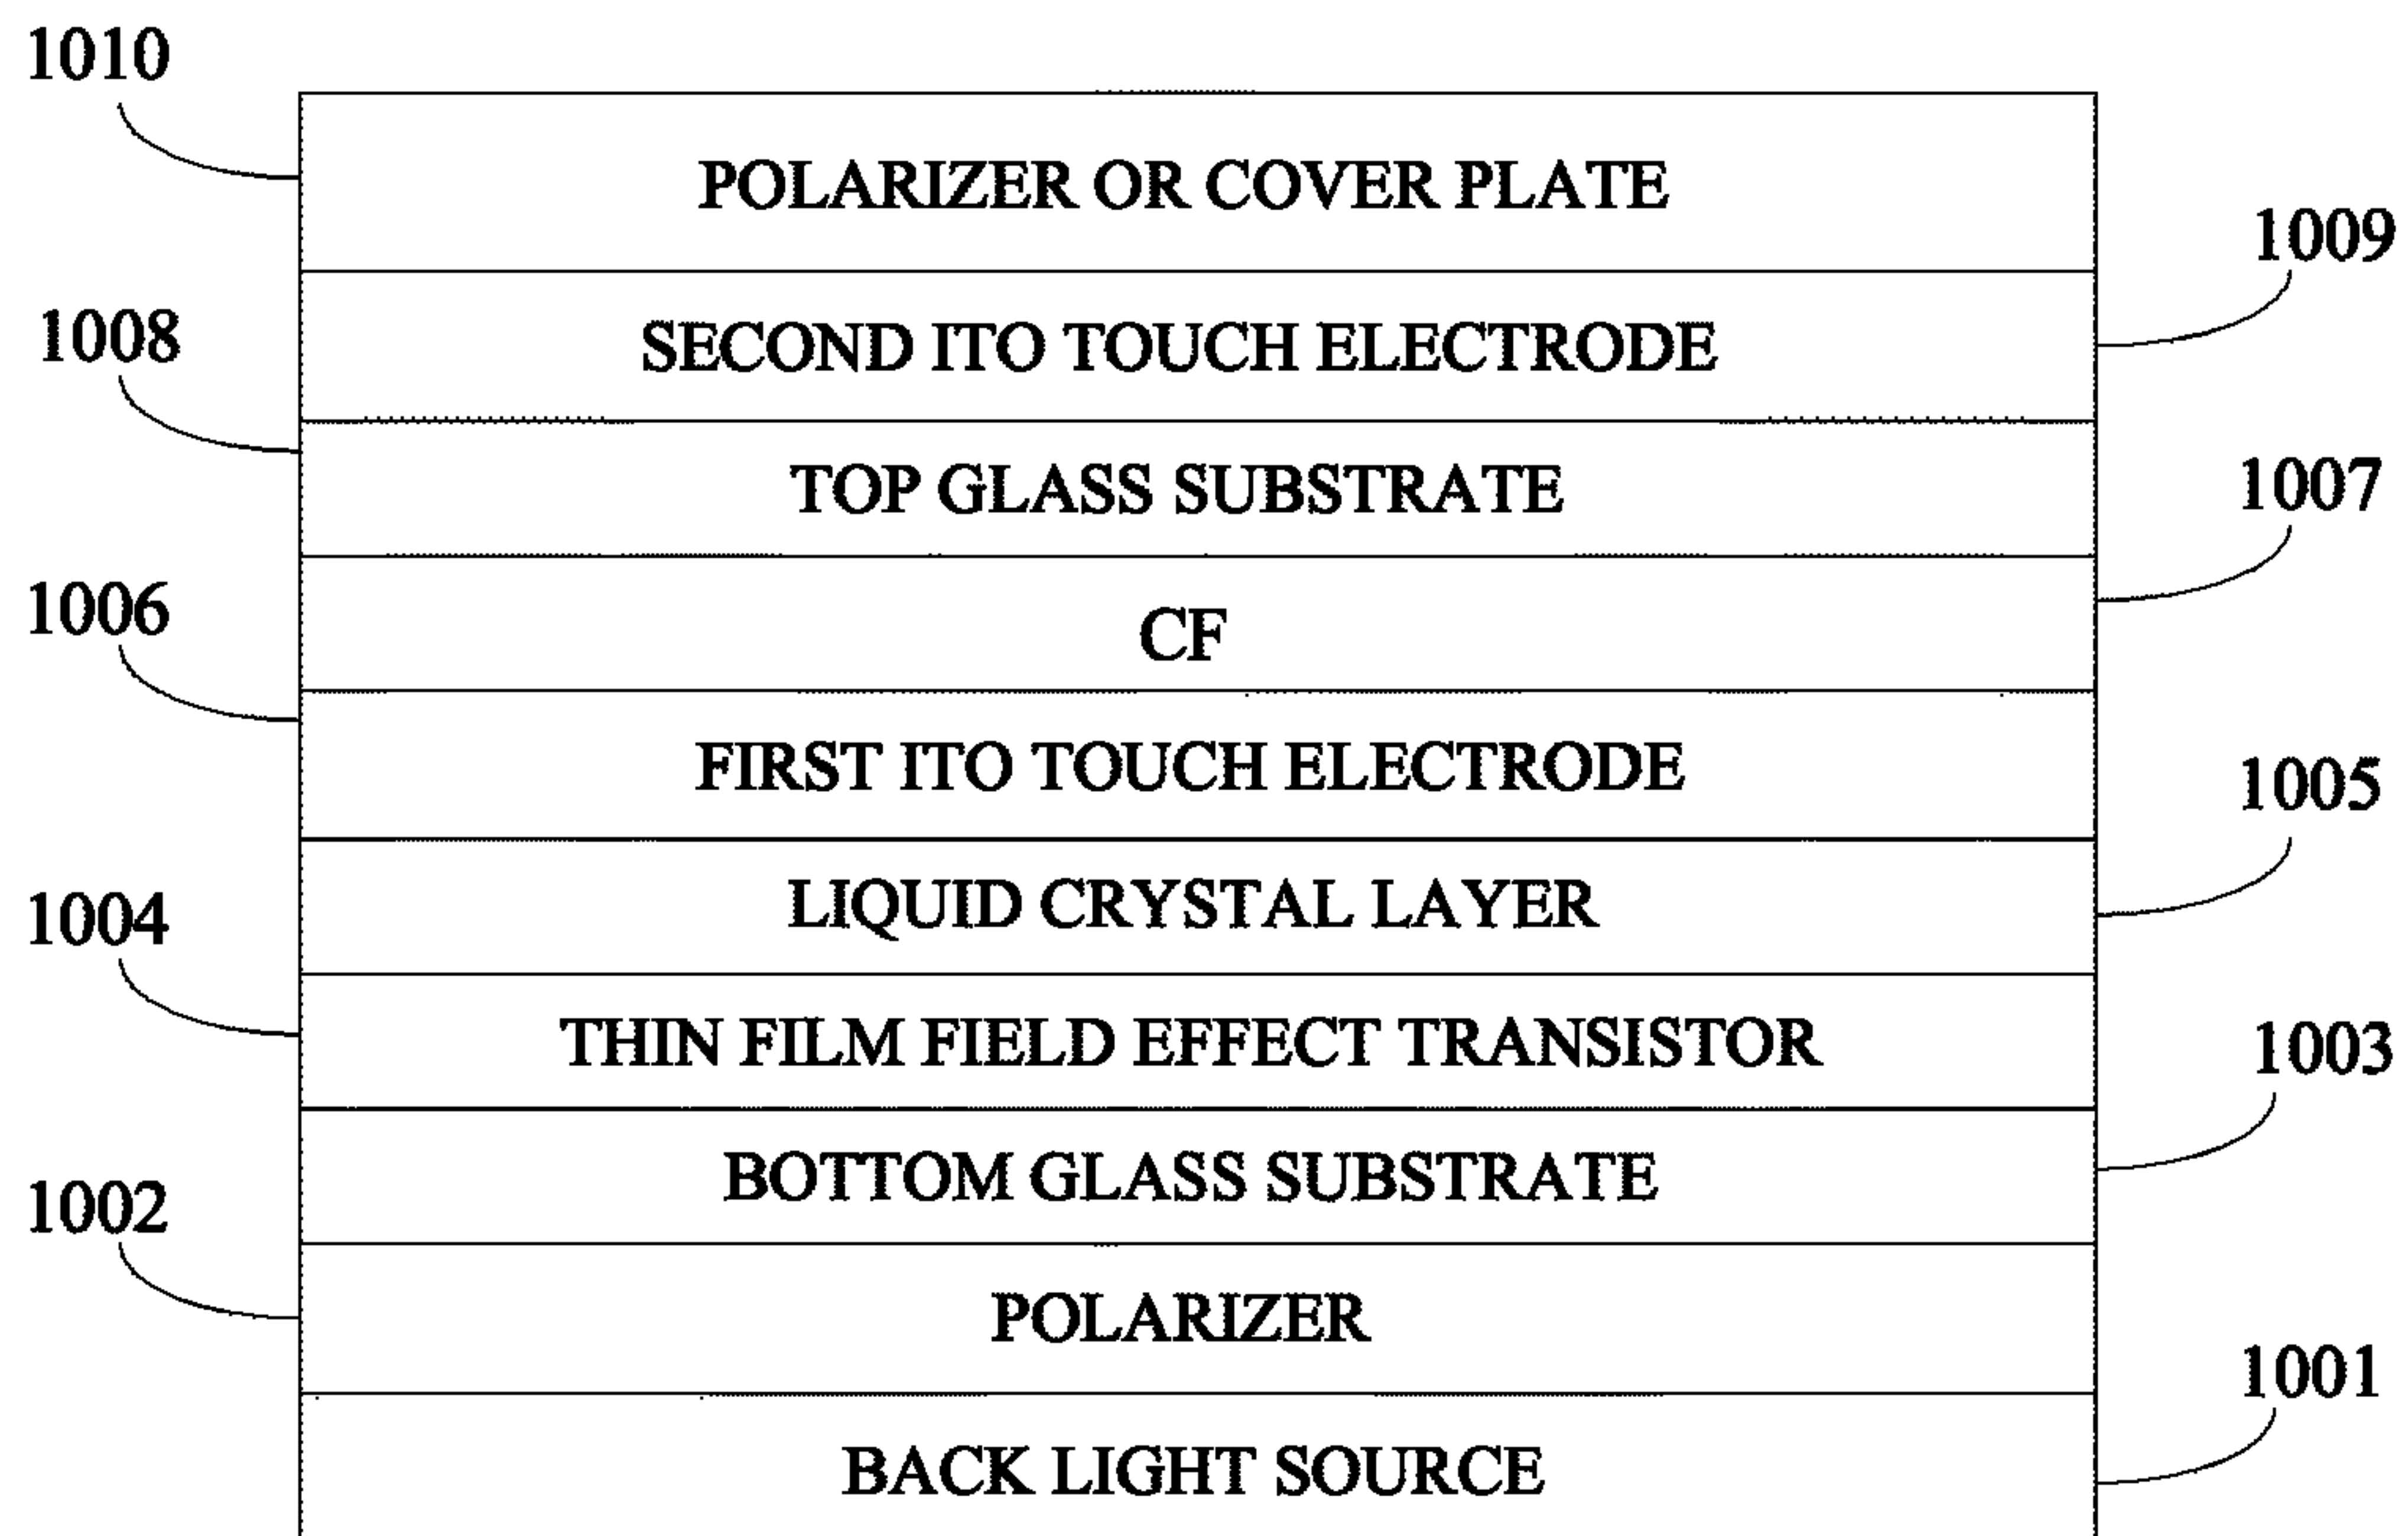 1010
POLARIZER OR COVER PLATE
1009
SECOND ITO TOUCH ELECTRODE
1008
TOP GLASS SUBSTRATE
1007
CF
1006
FIRST ITO TOUCH ELECTRODE
1005
LIQUID CRYSTAL LAYER
1004
THIN FILM FIELD EFFECT TRANSISTOR
1003
BOTTOM GLASS SUBSTRATE
1002
POLARIZER
1001
BACK LIGHT SOURCE